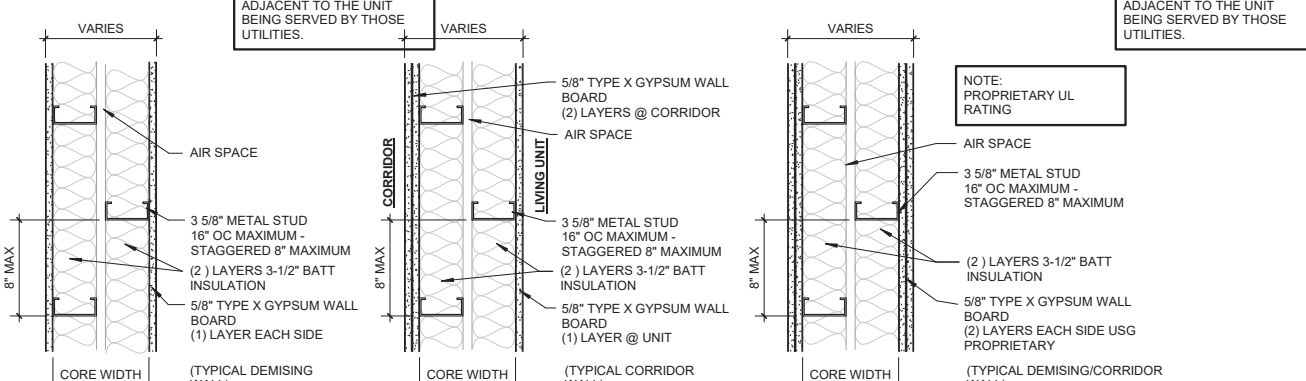 ADJACENT TO THE UNIT
BEING SERVED BY THOSE
UTILITIES.
VARIES
AIR SPACE
3 5/8" METAL STUD
16" OC MAXIMUM -
STAGGERED 8" MAXIMUM
(2 ) LAYERS 3-1/2" BATT
INSULATION
5/8" TYPE X GYPSUM WALL
BOARD
(1) LAYER EACH SIDE
8" MAX
CORE WIDTH
(TYPICAL DEMISING
VARIES
5/8" TYPE X GYPSUM WALL
BOARD
(2) LAYERS @ CORRIDOR
AIR SPACE
CORRIDOR
LIVING UNIT
3 5/8" METAL STUD
16" OC MAXIMUM -
STAGGERED 8" MAXIMUM
(2 ) LAYERS 3-1/2" BATT
INSULATION
5/8" TYPE X GYPSUM WALL
BOARD
(1) LAYER @ UNIT
8" MAX
CORE WIDTH
(TYPICAL CORRIDOR
ADJACENT TO THE UNIT
BEING SERVED BY THOSE
UTILITIES.
VARIES
NOTE:
PROPRIETARY UL
RATING
AIR SPACE
3 5/8" METAL STUD
16" OC MAXIMUM -
STAGGERED 8" MAXIMUM
(2 ) LAYERS 3-1/2" BATT
INSULATION
5/8" TYPE X GYPSUM WALL
BOARD
(2) LAYERS EACH SIDE USG
PROPRIETARY
8" MAX
CORE WIDTH
(TYPICAL DEMISING/CORRIDOR